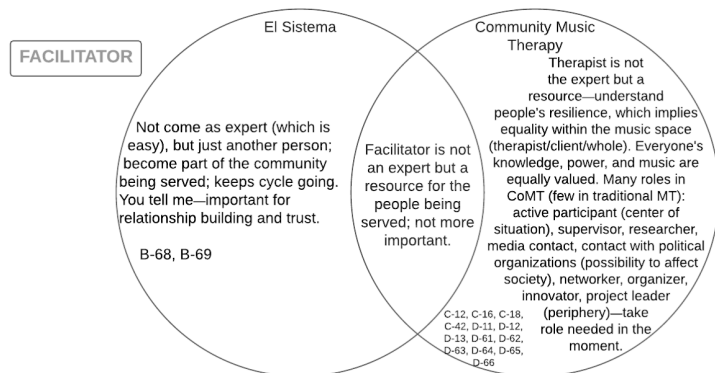 FACILITATOR
El Sistema
Not come as expert (which is
easy), but just another person;
become part of the community
being served; keeps cycle going.
You tell me—important for
relationship building and trust.
B-68, B-69
Facilitator is not
an expert but a
resource for the
people being
served; not more
important.
Community Music
Therapy
Therapist is not
the expert but a
resource—understand
people's resilience, which implies
equality within the music space
(therapist/client/whole). Everyone's
knowledge, power, and music are
equally valued. Many roles in
CoMT (few in traditional MT):
active participant (center of
situation), supervisor, researcher,
media contact, contact with political
organizations (possibility to affect
society), networker, organizer,
innovator, project leader
(periphery)—take
role needed in the
moment.
C-12, C-16, C-18,
C-42, D-11, D-12,
D-13, D-61, D-62,
D-63, D-64, D-65,
D-66